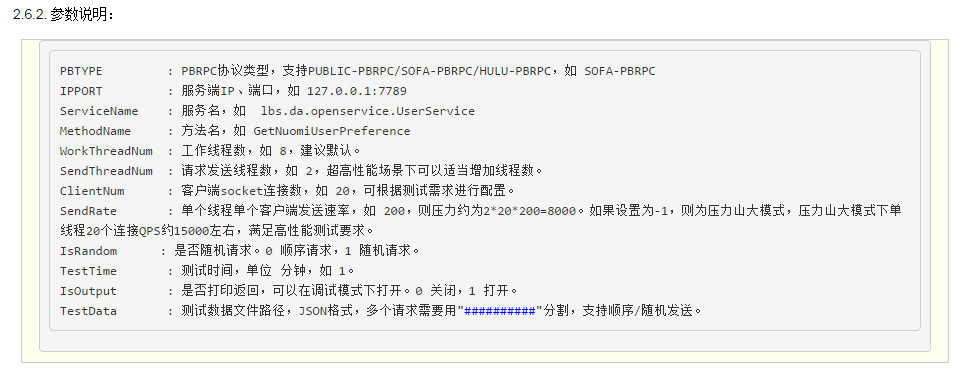 2.6.2. 参数说明：
PBTYPE : PBRPC协议类型，支持PUBLIC-PBRPC/SOFA-PBRPC/HULU-PBRPC，如 SOFA-PBRPC
IPPORT : 服务端IP、端口，如 127.0.0.1:7789
ServiceName : 服务名，如 lbs.da.openservice.UserService
MethodName : 方法名，如 GetNuomiUserPreference
WorkThreadNum : 工作线程数，如 8，建议默认。
SendThreadNum : 请求发送线程数，如 2，超高性能场景下可以适当增加线程数。
ClientNum : 客户端socket连接数，如 20，可根据测试需求进行配置。
SendRate : 单个线程单个客户端发送速率，如 200，则压力约为2*20*200=8000。如果设置为-1，则为压力山大模式，压力山大模式下单
线程20个连接QPS约15000左右，满足高性能测试要求。
IsRandom : 是否随机请求。0 顺序请求，1 随机请求。
TestTime : 测试时间，单位 分钟，如 1。
IsOutput : 是否打印返回，可以在调试模式下打开。0 关闭，1 打开。
TestData : 测试数据文件路径，JSON格式，多个请求需要用"##########"分割，支持顺序/随机发送。